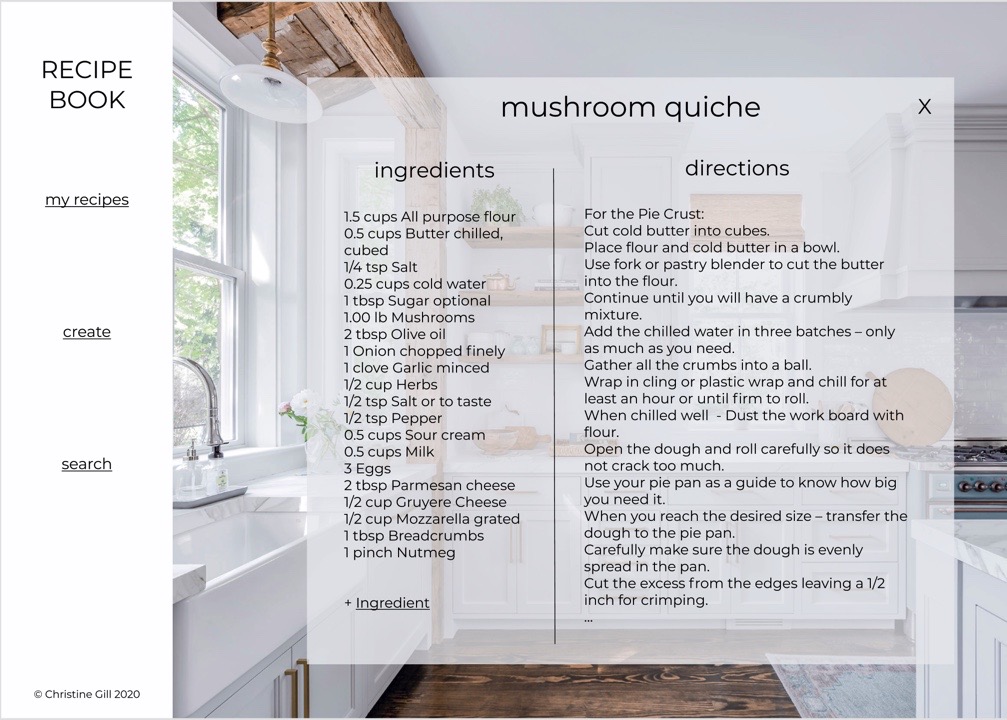 RECIPE
BOOK
my recipes
create
search
© Christine Gill 2020
mushroom quiche
X
ingredients
1.5 cups All purpose flour
0.5 cups Butter chilled,
cubed
1/4 tsp Salt
0.25 cups cold water
1 tbsp Sugar optional
1.00 lb Mushrooms
2 tbsp Olive oil
1 Onion chopped finely
1 clove Garlic minced
1/2 cup Herbs
1/2 tsp Salt or to taste
1/2 tsp Pepper
0.5 cups Sour cream
0.5 cups Milk
3 Eggs
2 tbsp Parmesan cheese
1/2 cup Gruyere Cheese
1/2 cup Mozzarella grated
1 tbsp Breadcrumbs
1 pinch Nutmeg
+ Ingredient
directions
For the Pie Crust:
Cut cold butter into cubes.
Place flour and cold butter in a bowl.
Use fork or pastry blender to cut the butter
into the flour.
Continue until you will have a crumbly
mixture.
Add the chilled water in three batches – only
as much as you need.
Gather all the crumbs into a ball.
Wrap in cling or plastic wrap and chill for at
least an hour or until firm to roll.
When chilled well  - Dust the work board with
flour.
Open the dough and roll carefully so it does
not crack too much.
Use your pie pan as a guide to know how big
you need it.
When you reach the desired size – transfer the
dough to the pie pan.
Carefully make sure the dough is evenly
spread in the pan.
Cut the excess from the edges leaving a 1/2
inch for crimping.
...